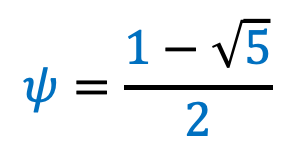 ψ = (1 − √5) / 2